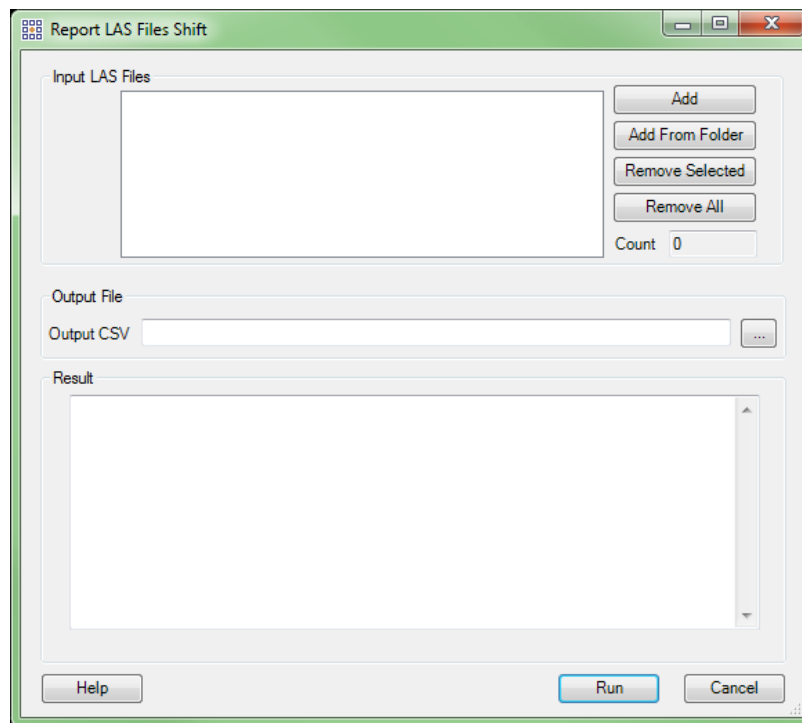 Report LAS Files Shift
Input LAS Files
Add
Add From Folder
Remove Selected
Remove All
Count 0
Output File
Output CSV ...
Result
Help Run Cancel